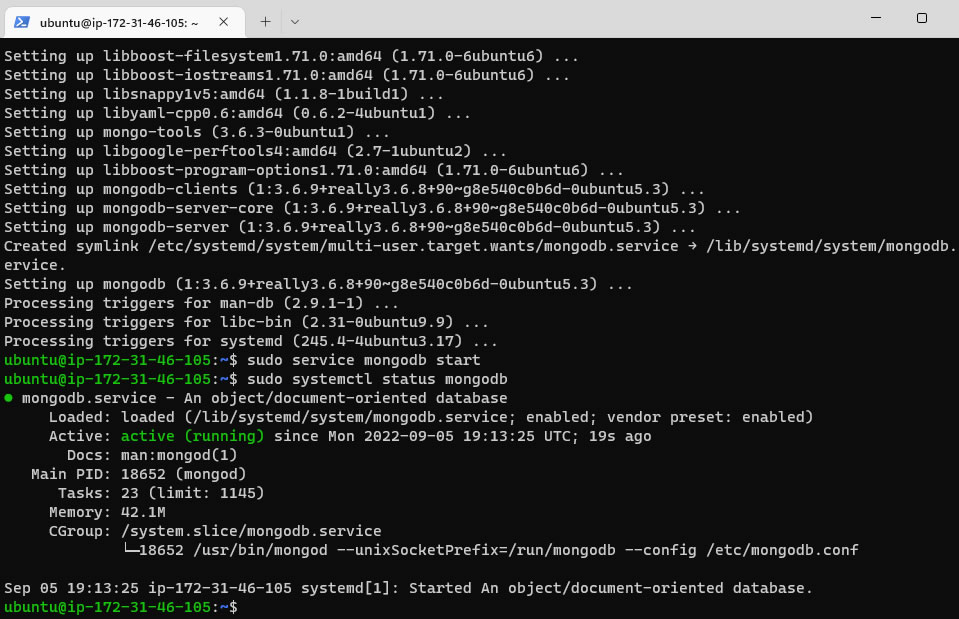 ubuntu@ip-172-31-46-105: ~
Setting up libboost-filesystem1.71.0:amd64 (1.71.0-6ubuntu6) ...
Setting up libboost-iostreams1.71.0:amd64 (1.71.0-6ubuntu6) ...
Setting up libsnappy1v5:amd64 (1.1.8-1build1) ...
Setting up libyaml-cpp0.6:amd64 (0.6.2-4ubuntu1) ...
Setting up mongo-tools (3.6.3-0ubuntu1) ...
Setting up libgoogle-perftools4:amd64 (2.7-1ubuntu2) ...
Setting up libboost-program-options1.71.0:amd64 (1.71.0-6ubuntu6) ...
Setting up mongodb-clients (1:3.6.9+really3.6.8+90~g8e540c0b6d-0ubuntu5.3) ...
Setting up mongodb-server-core (1:3.6.9+really3.6.8+90~g8e540c0b6d-0ubuntu5.3) ...
Setting up mongodb-server (1:3.6.9+really3.6.8+90~g8e540c0b6d-0ubuntu5.3) ...
Created symlink /etc/systemd/system/multi-user.target.wants/mongodb.service → /lib/systemd/system/mongodb.
ervice.
Setting up mongodb (1:3.6.9+really3.6.8+90~g8e540c0b6d-0ubuntu5.3) ...
Processing triggers for man-db (2.9.1-1) ...
Processing triggers for libc-bin (2.31-0ubuntu9.9) ...
Processing triggers for systemd (245.4-4ubuntu3.17) ...
ubuntu@ip-172-31-46-105:~$ sudo service mongodb start
ubuntu@ip-172-31-46-105:~$ sudo systemctl status mongodb
● mongodb.service - An object/document-oriented database
Loaded: loaded (/lib/systemd/system/mongodb.service; enabled; vendor preset: enabled)
Active: active (running) since Mon 2022-09-05 19:13:25 UTC; 19s ago
Docs: man:mongod(1)
Main PID: 18652 (mongod)
Tasks: 23 (limit: 1145)
Memory: 42.1M
CGroup: /system.slice/mongodb.service
└─18652 /usr/bin/mongod --unixSocketPrefix=/run/mongodb --config /etc/mongodb.conf
Sep 05 19:13:25 ip-172-31-46-105 systemd[1]: Started An object/document-oriented database.
ubuntu@ip-172-31-46-105:~$